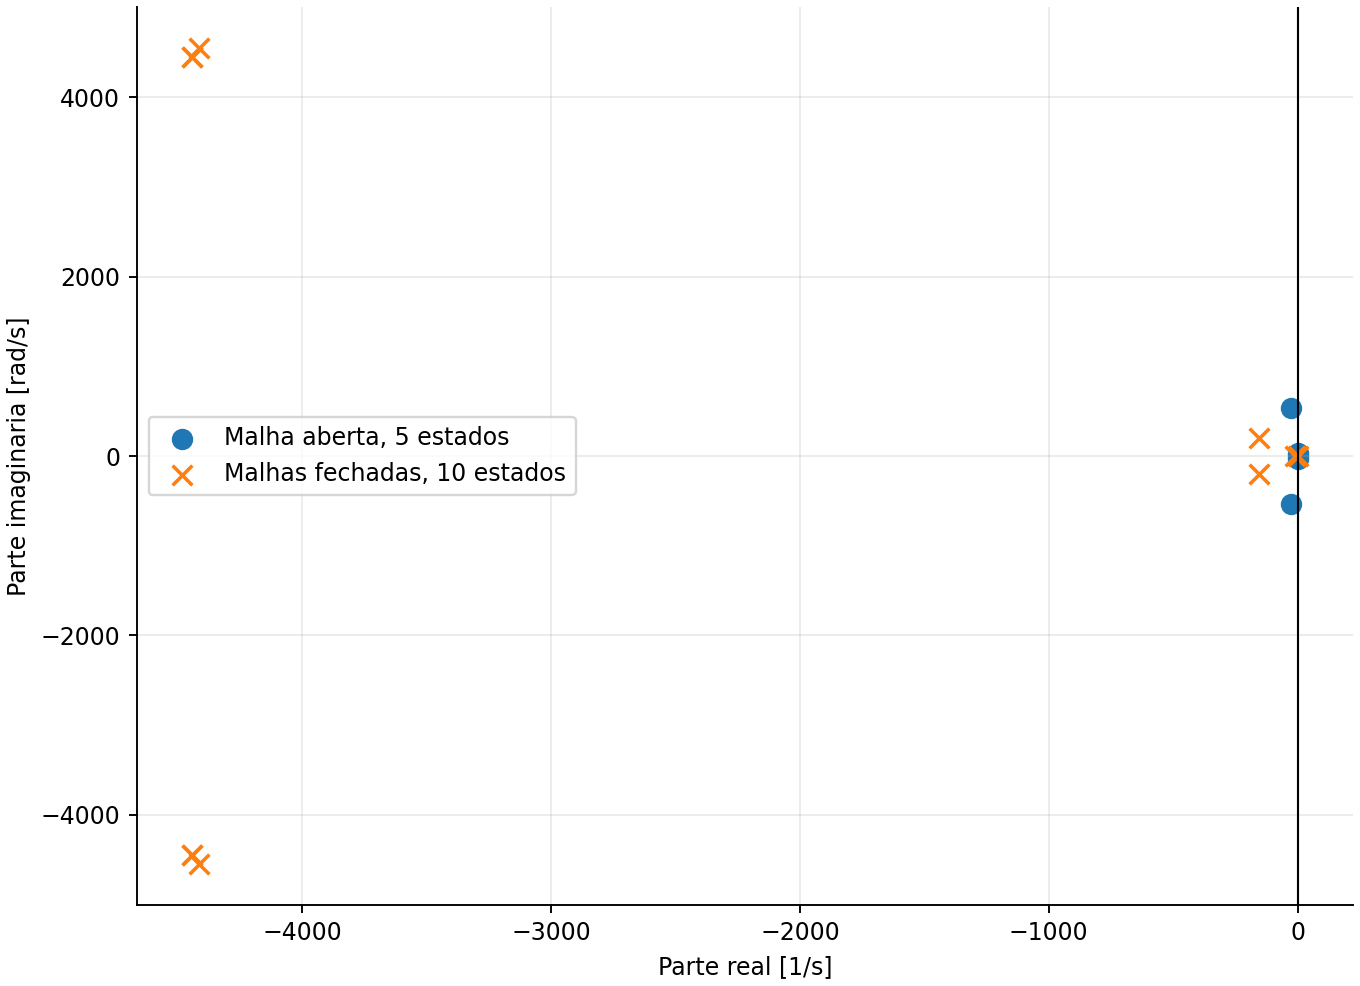 4000
2000
0
−2000
−4000
Parte imaginaria [rad/s]
Malha aberta, 5 estados
Malhas fechadas, 10 estados
−4000
−3000
−2000
−1000
0
Parte real [1/s]